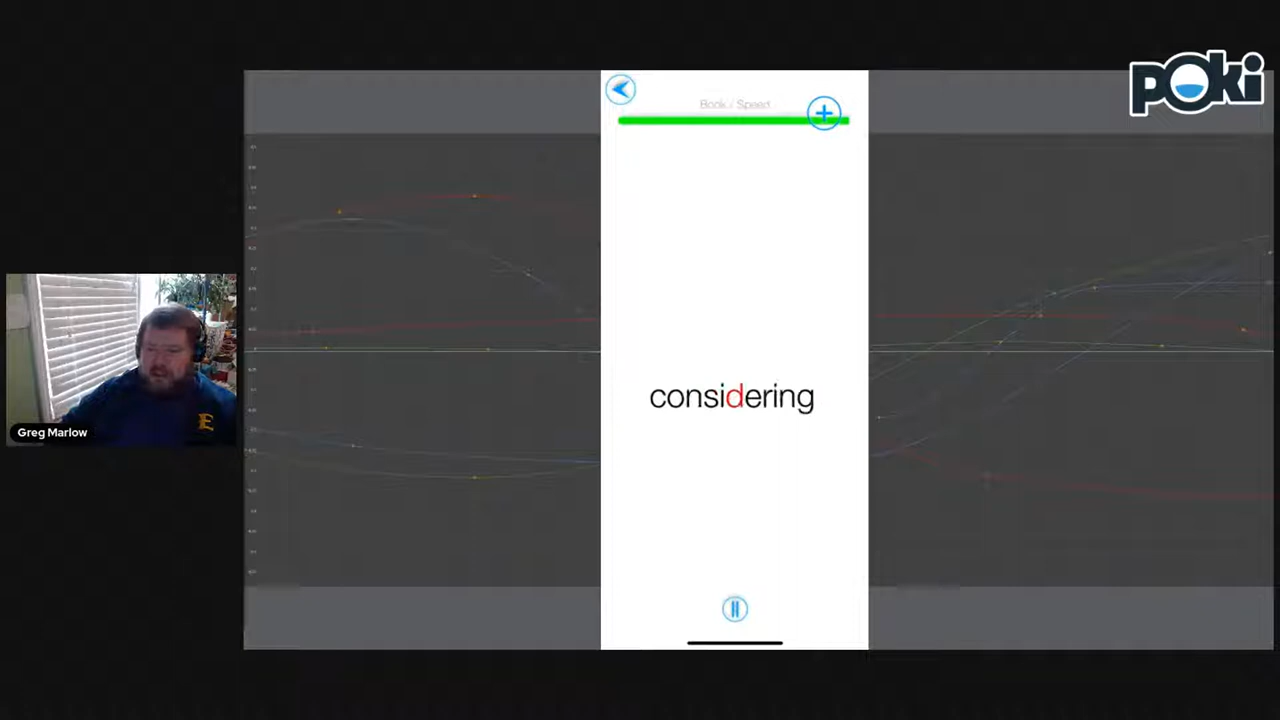 poki
Book / Speed
considering
Greg Marlow
E